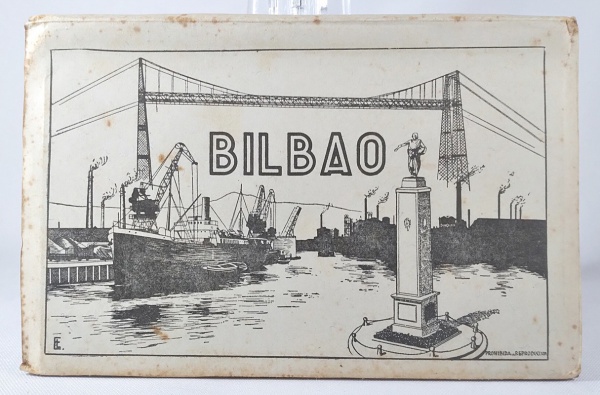 BILBAO
E.
PROHIBIDA LA REPRODUCCION